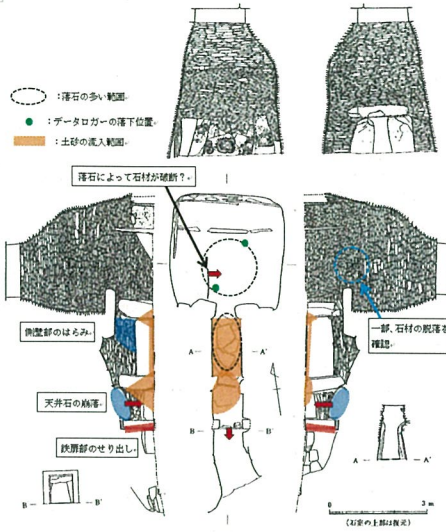 ：落石の多い範囲
：データロガーの落下位置
：土砂の流入範囲
落石によって石材が破断？
側壁部のはらみ
一部、石材の脱落を
確認
天井石の崩落
鉄扉部のせり出し
A
A'
B
B'
A
A'
B
B'
0
3 m
(石室の上部は復元)